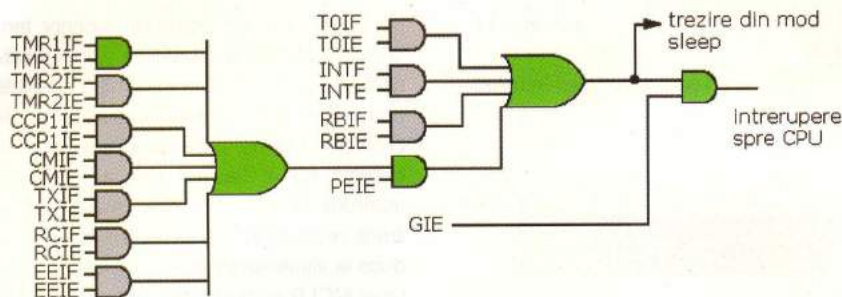 TMR1IF
TMR1IE
TMR2IF
TMR2IE
CCP1IF
CCP1IE
CMIF
CMIE
TXIF
TXIE
RCIF
RCIE
EEIF
EEIE
T0IF
T0IE
INTF
INTE
RBIF
RBIE
PEIE
GIE
trezire din mod
sleep
Intrerupere
spre CPU